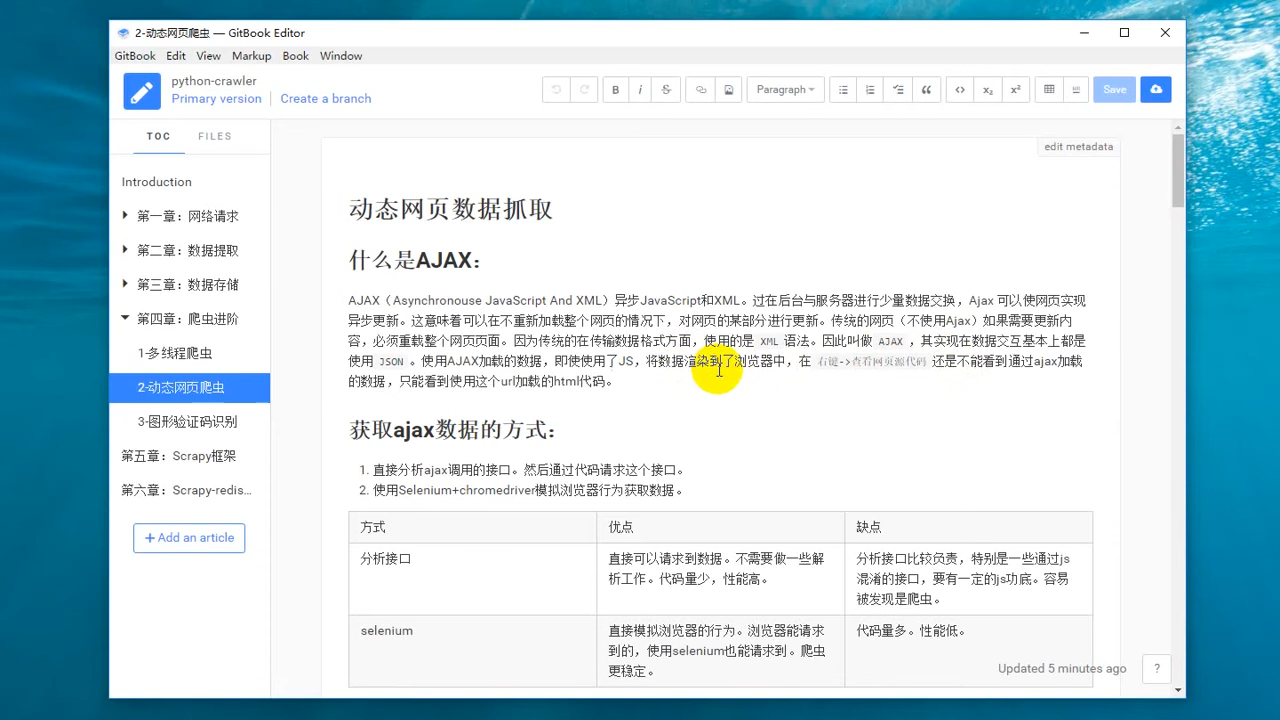 2-动态网页爬虫 — GitBook Editor
GitBook Edit View Markup Book Window
python-crawler
Primary version Create a branch
B i S Paragraph x₂ x² Save
TOC FILES
edit metadata
Introduction
第一章：网络请求
第二章：数据提取
第三章：数据存储
第四章：爬虫进阶
1-多线程爬虫
2-动态网页爬虫
3-图形验证码识别
第五章：Scrapy框架
第六章：Scrapy-redis...
+ Add an article
动态网页数据抓取
什么是AJAX：
AJAX（Asynchronouse JavaScript And XML）异步JavaScript和XML。过在后台与服务器进行少量数据交换，Ajax 可以使网页实现
异步更新。这意味着可以在不重新加载整个网页的情况下，对网页的某部分进行更新。传统的网页（不使用Ajax）如果需要更新内
容，必须重载整个网页页面。因为传统的在传输数据格式方面，使用的是 XML 语法。因此叫做 AJAX ，其实现在数据交互基本上都是
使用 JSON 。使用AJAX加载的数据，即使使用了JS，将数据渲染到了浏览器中，在 右键->查看网页源代码 还是不能看到通过ajax加载
的数据，只能看到使用这个url加载的html代码。
获取ajax数据的方式：
1. 直接分析ajax调用的接口。然后通过代码请求这个接口。
2. 使用Selenium+chromedriver模拟浏览器行为获取数据。
方式 优点 缺点
分析接口 直接可以请求到数据。不需要做一些解 分析接口比较负责，特别是一些通过js
析工作。代码量少，性能高。 混淆的接口，要有一定的js功底。容易
被发现是爬虫。
selenium 直接模拟浏览器的行为。浏览器能请求 代码量多。性能低。
到的，使用selenium也能请求到。爬虫
更稳定。
Updated 5 minutes ago ?